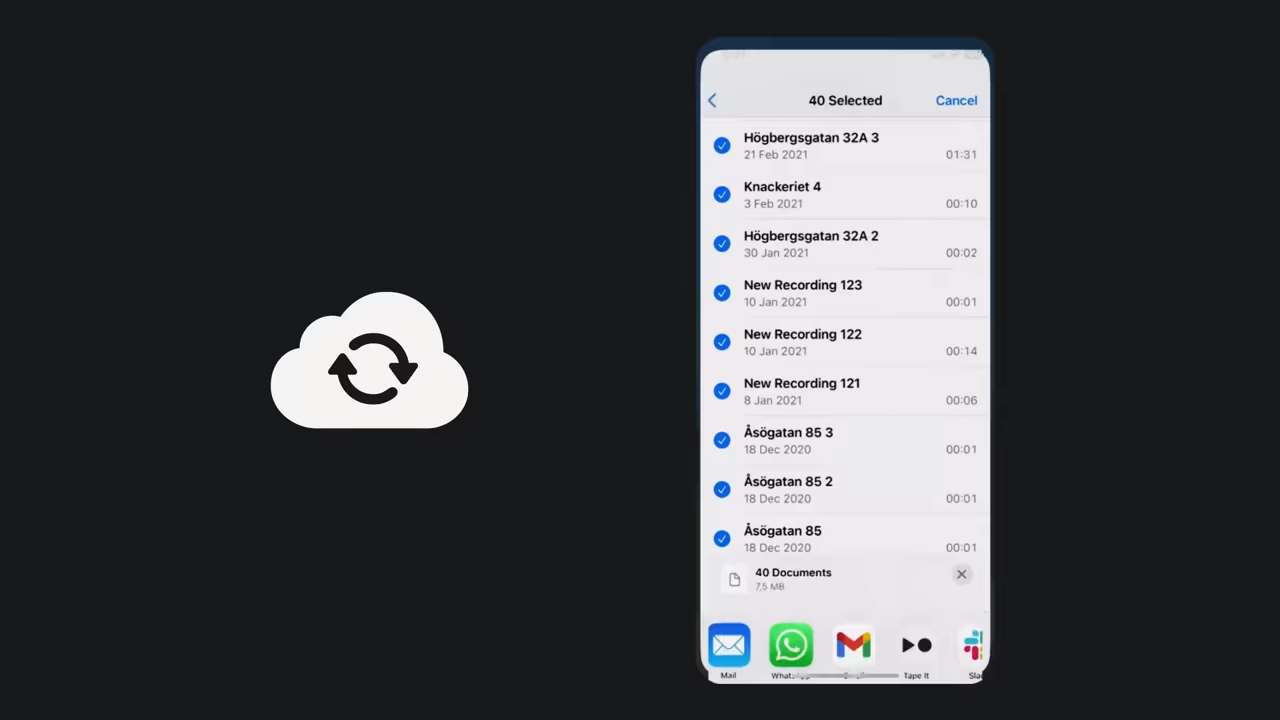 40 Selected
Cancel
Högbergsgatan 32A 3
21 Feb 2021
01:31
Knackeriet 4
3 Feb 2021
00:10
Högbergsgatan 32A 2
30 Jan 2021
00:02
New Recording 123
10 Jan 2021
00:01
New Recording 122
10 Jan 2021
00:14
New Recording 121
8 Jan 2021
00:06
Åsögatan 85 3
18 Dec 2020
00:01
Åsögatan 85 2
18 Dec 2020
00:01
Åsögatan 85
18 Dec 2020
00:01
40 Documents
7,5 MB
Mail
Tape It